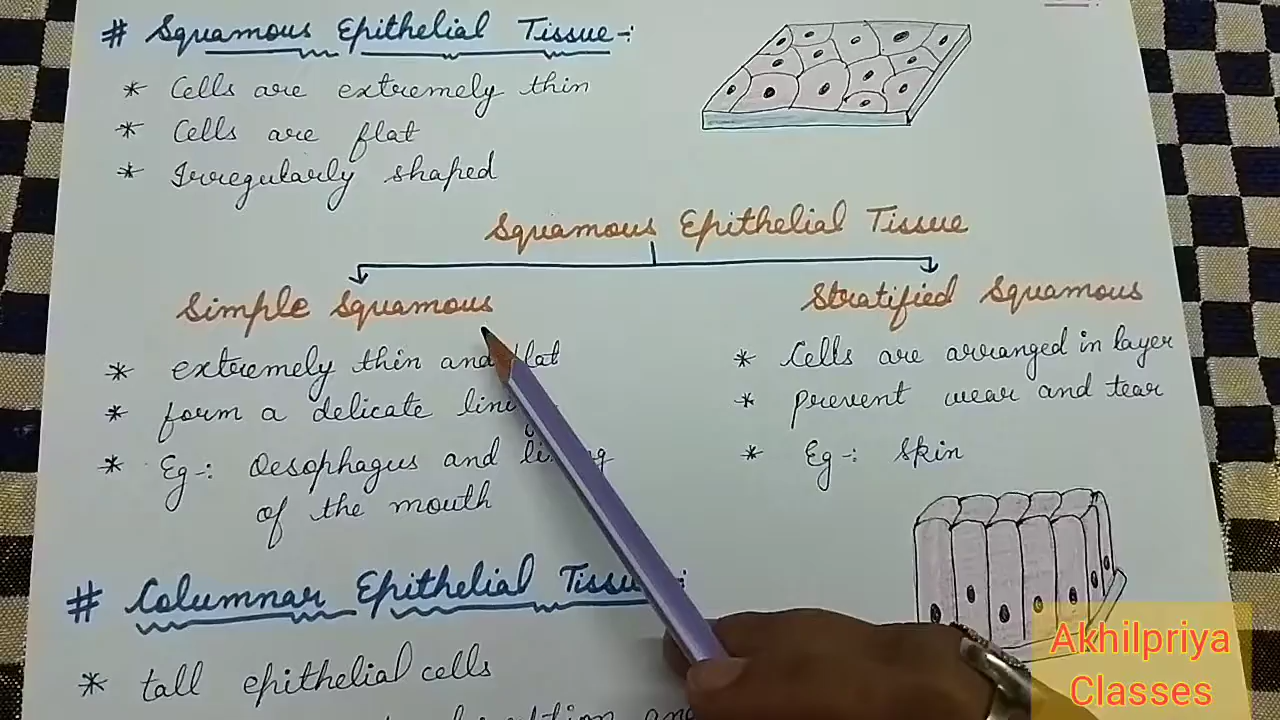 # Squamous Epithelial Tissue-:
* Cells are extremely thin
* Cells are flat
* Irregularly shaped
Squamous Epithelial Tissue
Simple Squamous
* extremely thin and flat
* form a delicate
* Eg-: Oesophagus and lining
of the mouth
Stratified Squamous
* Cells are arranged in layer
* prevent wear and tear
* Eg-: Skin
# Columnar Epithelial Tissue-:
* tall epithelial cells
and
Akhilpriya
Classes